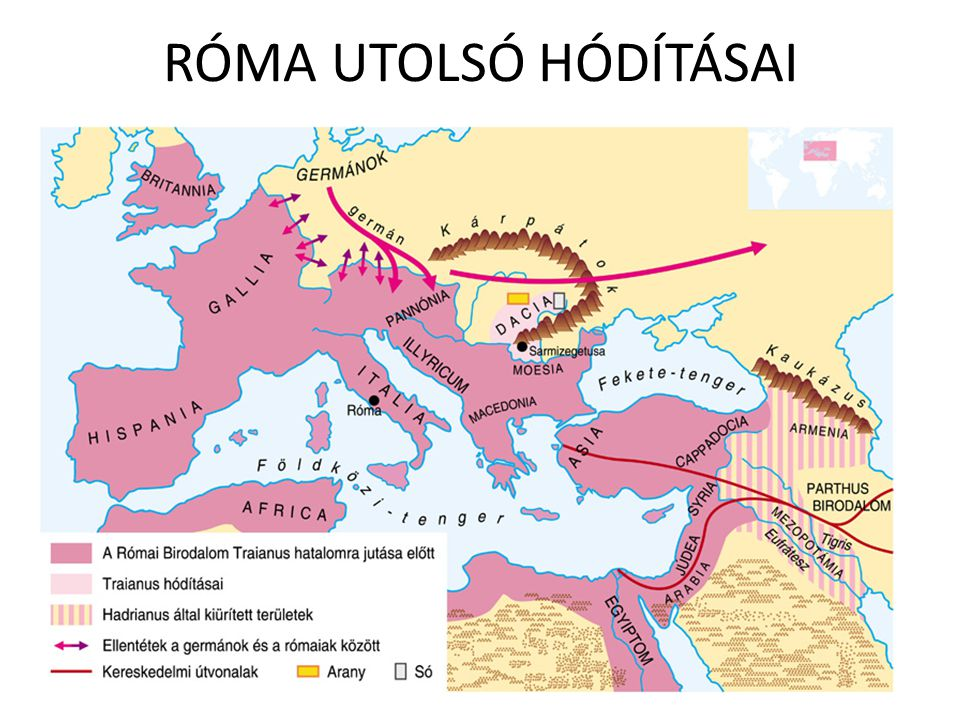 RÓMA UTOLSÓ HÓDÍTÁSAI
BRITANNIA
GERMÁNOK
germán
Kárpátok
GALLIA
PANNÓNIA
DACIA
Sarmizegetusa
ILLYRICUM
MOESIA
ITALIA
Róma
MACEDONIA
HISPANIA
Fekete-tenger
Kaukázus
ARMENIA
ASIA
CAPPADOCIA
Földközi-tenger
AFRICA
SYRIA
PARTHUS
BIRODALOM
MEZOPOTÁMIA
Tigris
Eufrátesz
JÚDEA
ARABIA
EGYIPTOM
A Római Birodalom Traianus hatalomra jutása előtt
Traianus hódításai
Hadrianus által kiürített területek
Ellentétek a germánok és a rómaiak között
Kereskedelmi útvonalak Arany Só